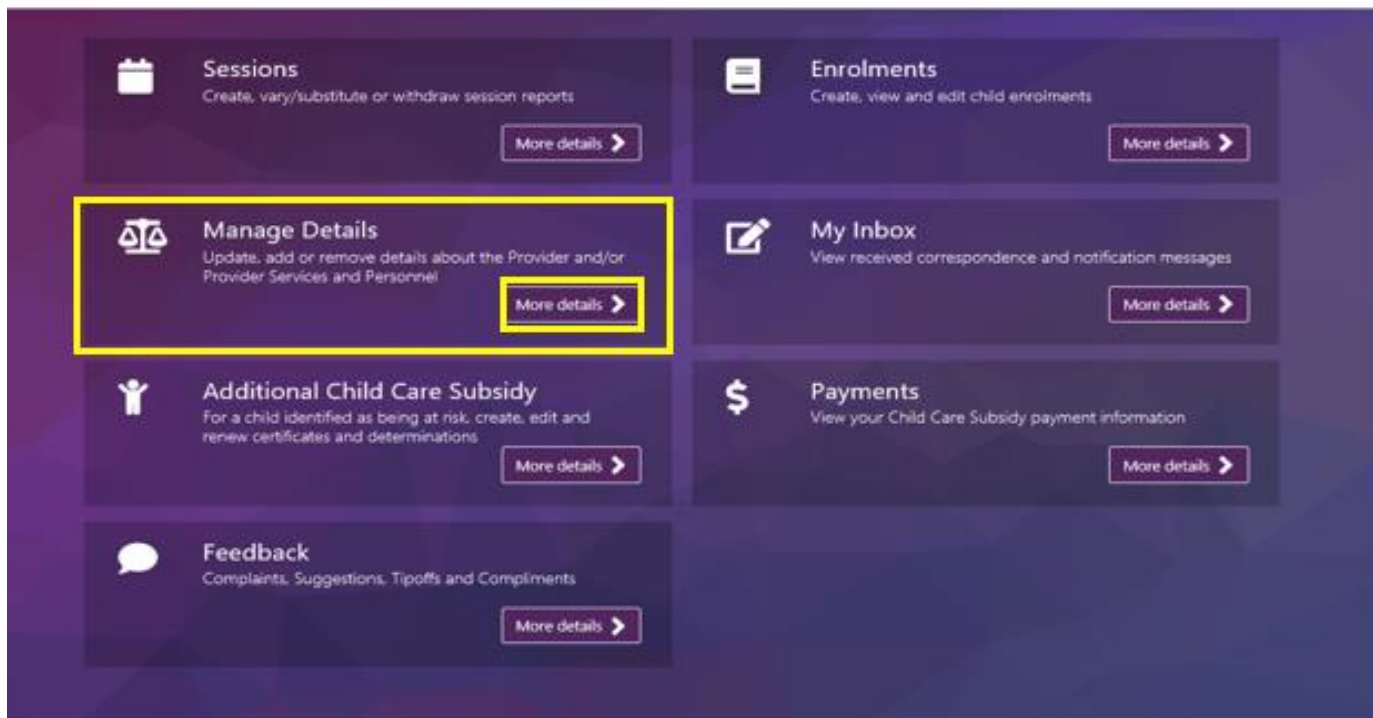 Sessions
Create, vary/substitute or withdraw session reports
More details
Enrolments
Create, view and edit child enrolments
More details
Manage Details
Update, add or remove details about the Provider and/or
Provider Services and Personnel
More details
My Inbox
View received correspondence and notification messages
More details
Additional Child Care Subsidy
For a child identified as being at risk, create, edit and
renew certificates and determinations
More details
Payments
View your Child Care Subsidy payment information
More details
Feedback
Complaints, Suggestions, Tipoffs and Compliments
More details